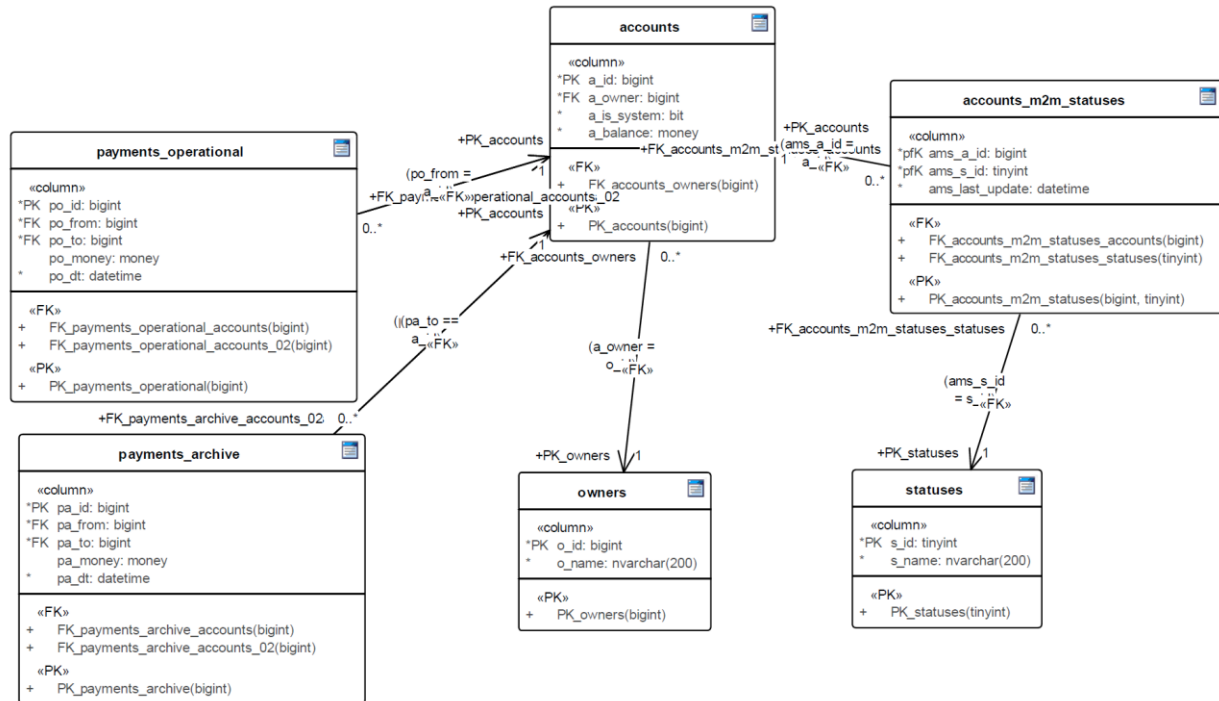 accounts
«column»
*PK a_id: bigint
*FK a_owner: bigint
* a_is_system: bit
* a_balance: money
«FK»
+ FK_accounts_owners(bigint)
«PK»
+ PK_accounts(bigint)
accounts_m2m_statuses
«column»
*pfK ams_a_id: bigint
*pfK ams_s_id: tinyint
* ams_last_update: datetime
«FK»
+ FK_accounts_m2m_statuses_accounts(bigint)
+ FK_accounts_m2m_statuses_statuses(tinyint)
«PK»
+ PK_accounts_m2m_statuses(bigint, tinyint)
payments_operational
«column»
*PK po_id: bigint
*FK po_from: bigint
*FK po_to: bigint
po_money: money
* po_dt: datetime
«FK»
+ FK_payments_operational_accounts(bigint)
+ FK_payments_operational_accounts_02(bigint)
«PK»
+ PK_payments_operational(bigint)
+PK_accounts
1
(po_from =
«FK»
0..*
+PK_accounts
1
+PK_accounts
1
(ams_a_id =
«FK»
0..*
+FK_accounts_owners
0..*
(a_owner =
«FK»
+PK_owners
1
(pa_to ==
«FK»
+FK_payments_archive_accounts_02
0..*
+FK_accounts_m2m_statuses_statuses
0..*
(ams_s_id
«FK»
+PK_statuses
1
payments_archive
«column»
*PK pa_id: bigint
*FK pa_from: bigint
*FK pa_to: bigint
pa_money: money
* pa_dt: datetime
«FK»
+ FK_payments_archive_accounts(bigint)
+ FK_payments_archive_accounts_02(bigint)
«PK»
+ PK_payments_archive(bigint)
owners
«column»
*PK o_id: bigint
* o_name: nvarchar(200)
«PK»
+ PK_owners(bigint)
statuses
«column»
*PK s_id: tinyint
* s_name: nvarchar(200)
«PK»
+ PK_statuses(tinyint)